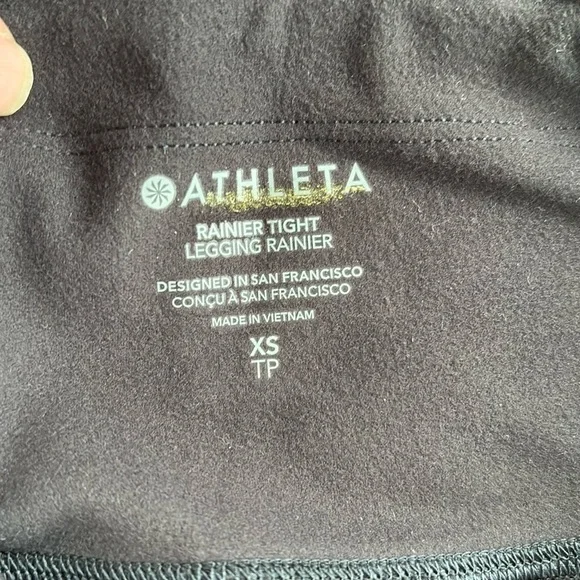 ATHLETA
RAINIER TIGHT
LEGGING RAINIER
DESIGNED IN SAN FRANCISCO
CONÇU À SAN FRANCISCO
MADE IN VIETNAM
XS
TP